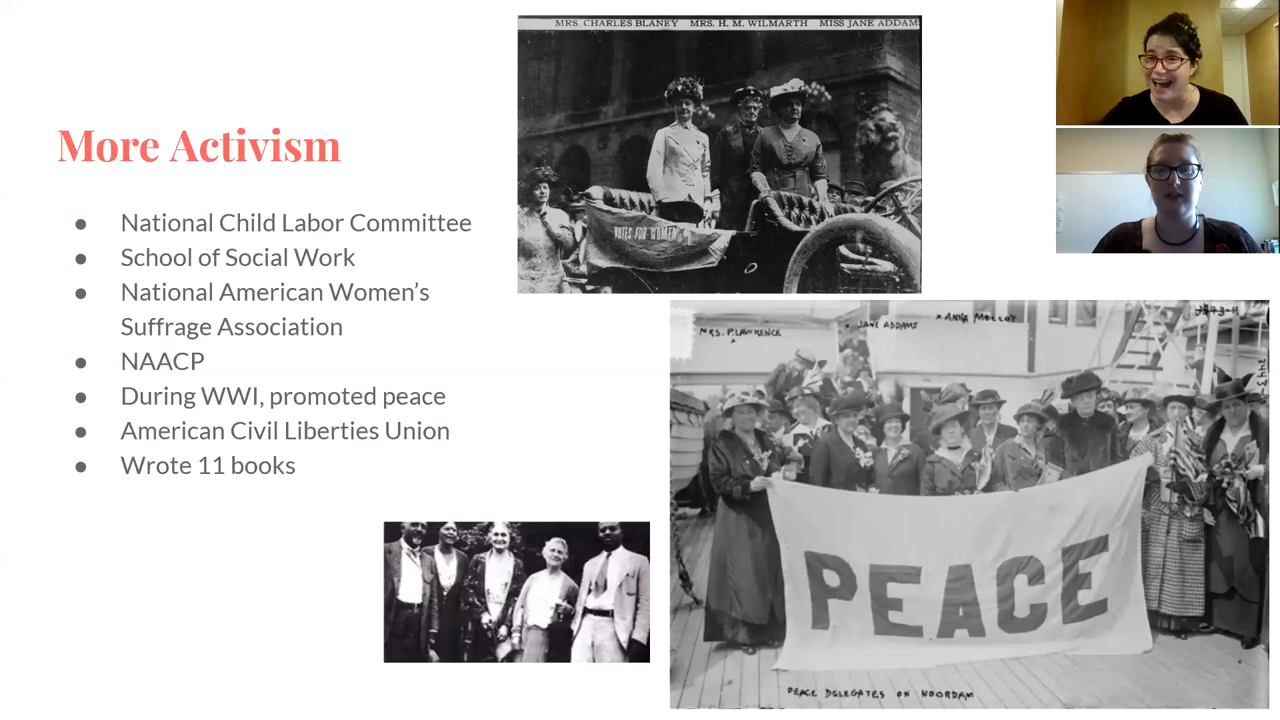 MRS. CHARLES BLANEY MRS. H. M. WILMARTH MISS JANE ADDAM
VOTES FOR WOMEN
More Activism
National Child Labor Committee
School of Social Work
National American Women's
Suffrage Association
NAACP
During WWI, promoted peace
American Civil Liberties Union
Wrote 11 books
MRS. P. LAWRENCE JANE ADDAMS ANNA MOLLOY
PEACE
PEACE DELEGATES ON NOORDAM